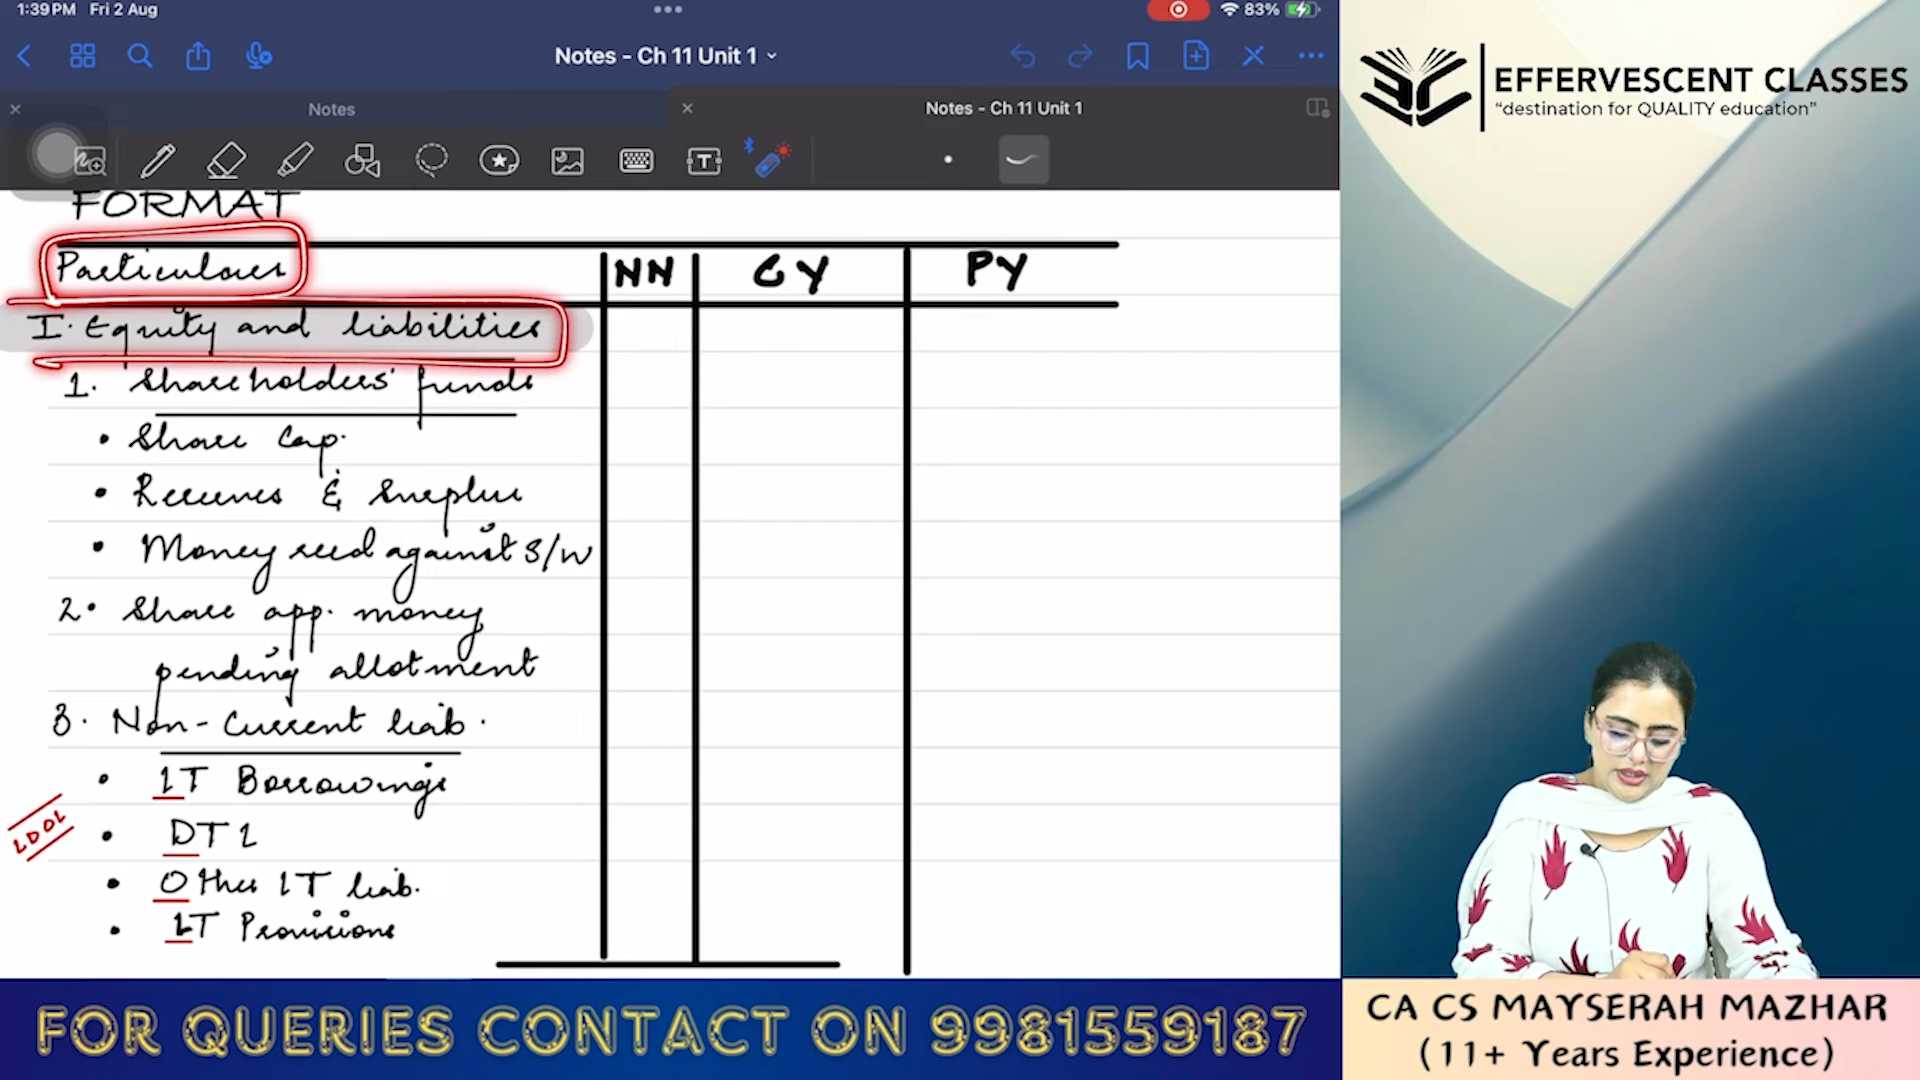 1:39 PM Fri 2 Aug
83%
Notes - Ch 11 Unit 1
Notes
Notes - Ch 11 Unit 1
FORMAT
Particulars NN CY PY
I. Equity and liabilities
1. Shareholders' funds
• Share Cap.
• Reserves & Surplus
• Money recd against S/W
2. Share app. money
pending allotment
3. Non-Current liab.
• LT Borrowings
LDOL
• DTL
• Other LT liab.
• LT Provisions
EFFERVESCENT CLASSES
"destination for QUALITY education"
FOR QUERIES CONTACT ON 9981559187
CA CS MAYSERAH MAZHAR
(11+ Years Experience)